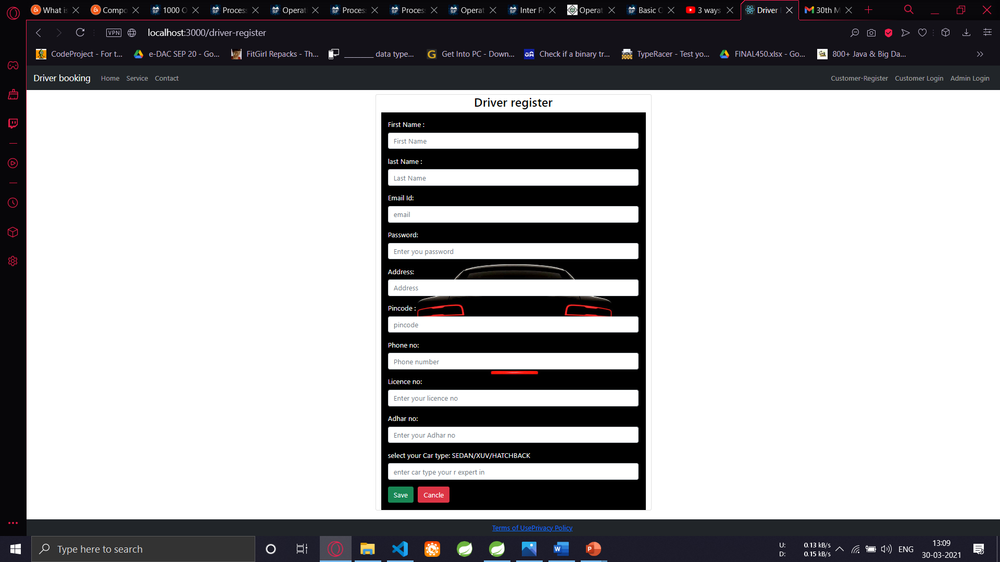 What is
Compo
1000 O
Proces
Operat
Proces
Proces
Operat
Inter P
Operat
Basic C
3 ways
Driver
30th M
VPN
localhost:3000/driver-register
CodeProject - For t...
e-DAC SEP 20 - Go...
FitGirl Repacks - Th...
________ data type...
Get Into PC - Down...
Check if a binary tr...
TypeRacer - Test yo...
FINAL450.xlsx - Go...
800+ Java & Big Da...
Driver booking
Home
Service
Contact
Customer-Register
Customer Login
Admin Login
Driver register
First Name :
First Name
last Name :
Last Name
Email Id:
email
Password:
Enter you password
Address:
Address
Pincode :
pincode
Phone no:
Phone number
Licence no:
Enter your licence no
Adhar no:
Enter your Adhar no
select your Car type: SEDAN/XUV/HATCHBACK
enter car type your r expert in
Save
Cancle
Terms of UsePrivacy Policy
Type here to search
U: 0.13 kB/s
D: 0.15 kB/s
ENG
13:09
30-03-2021